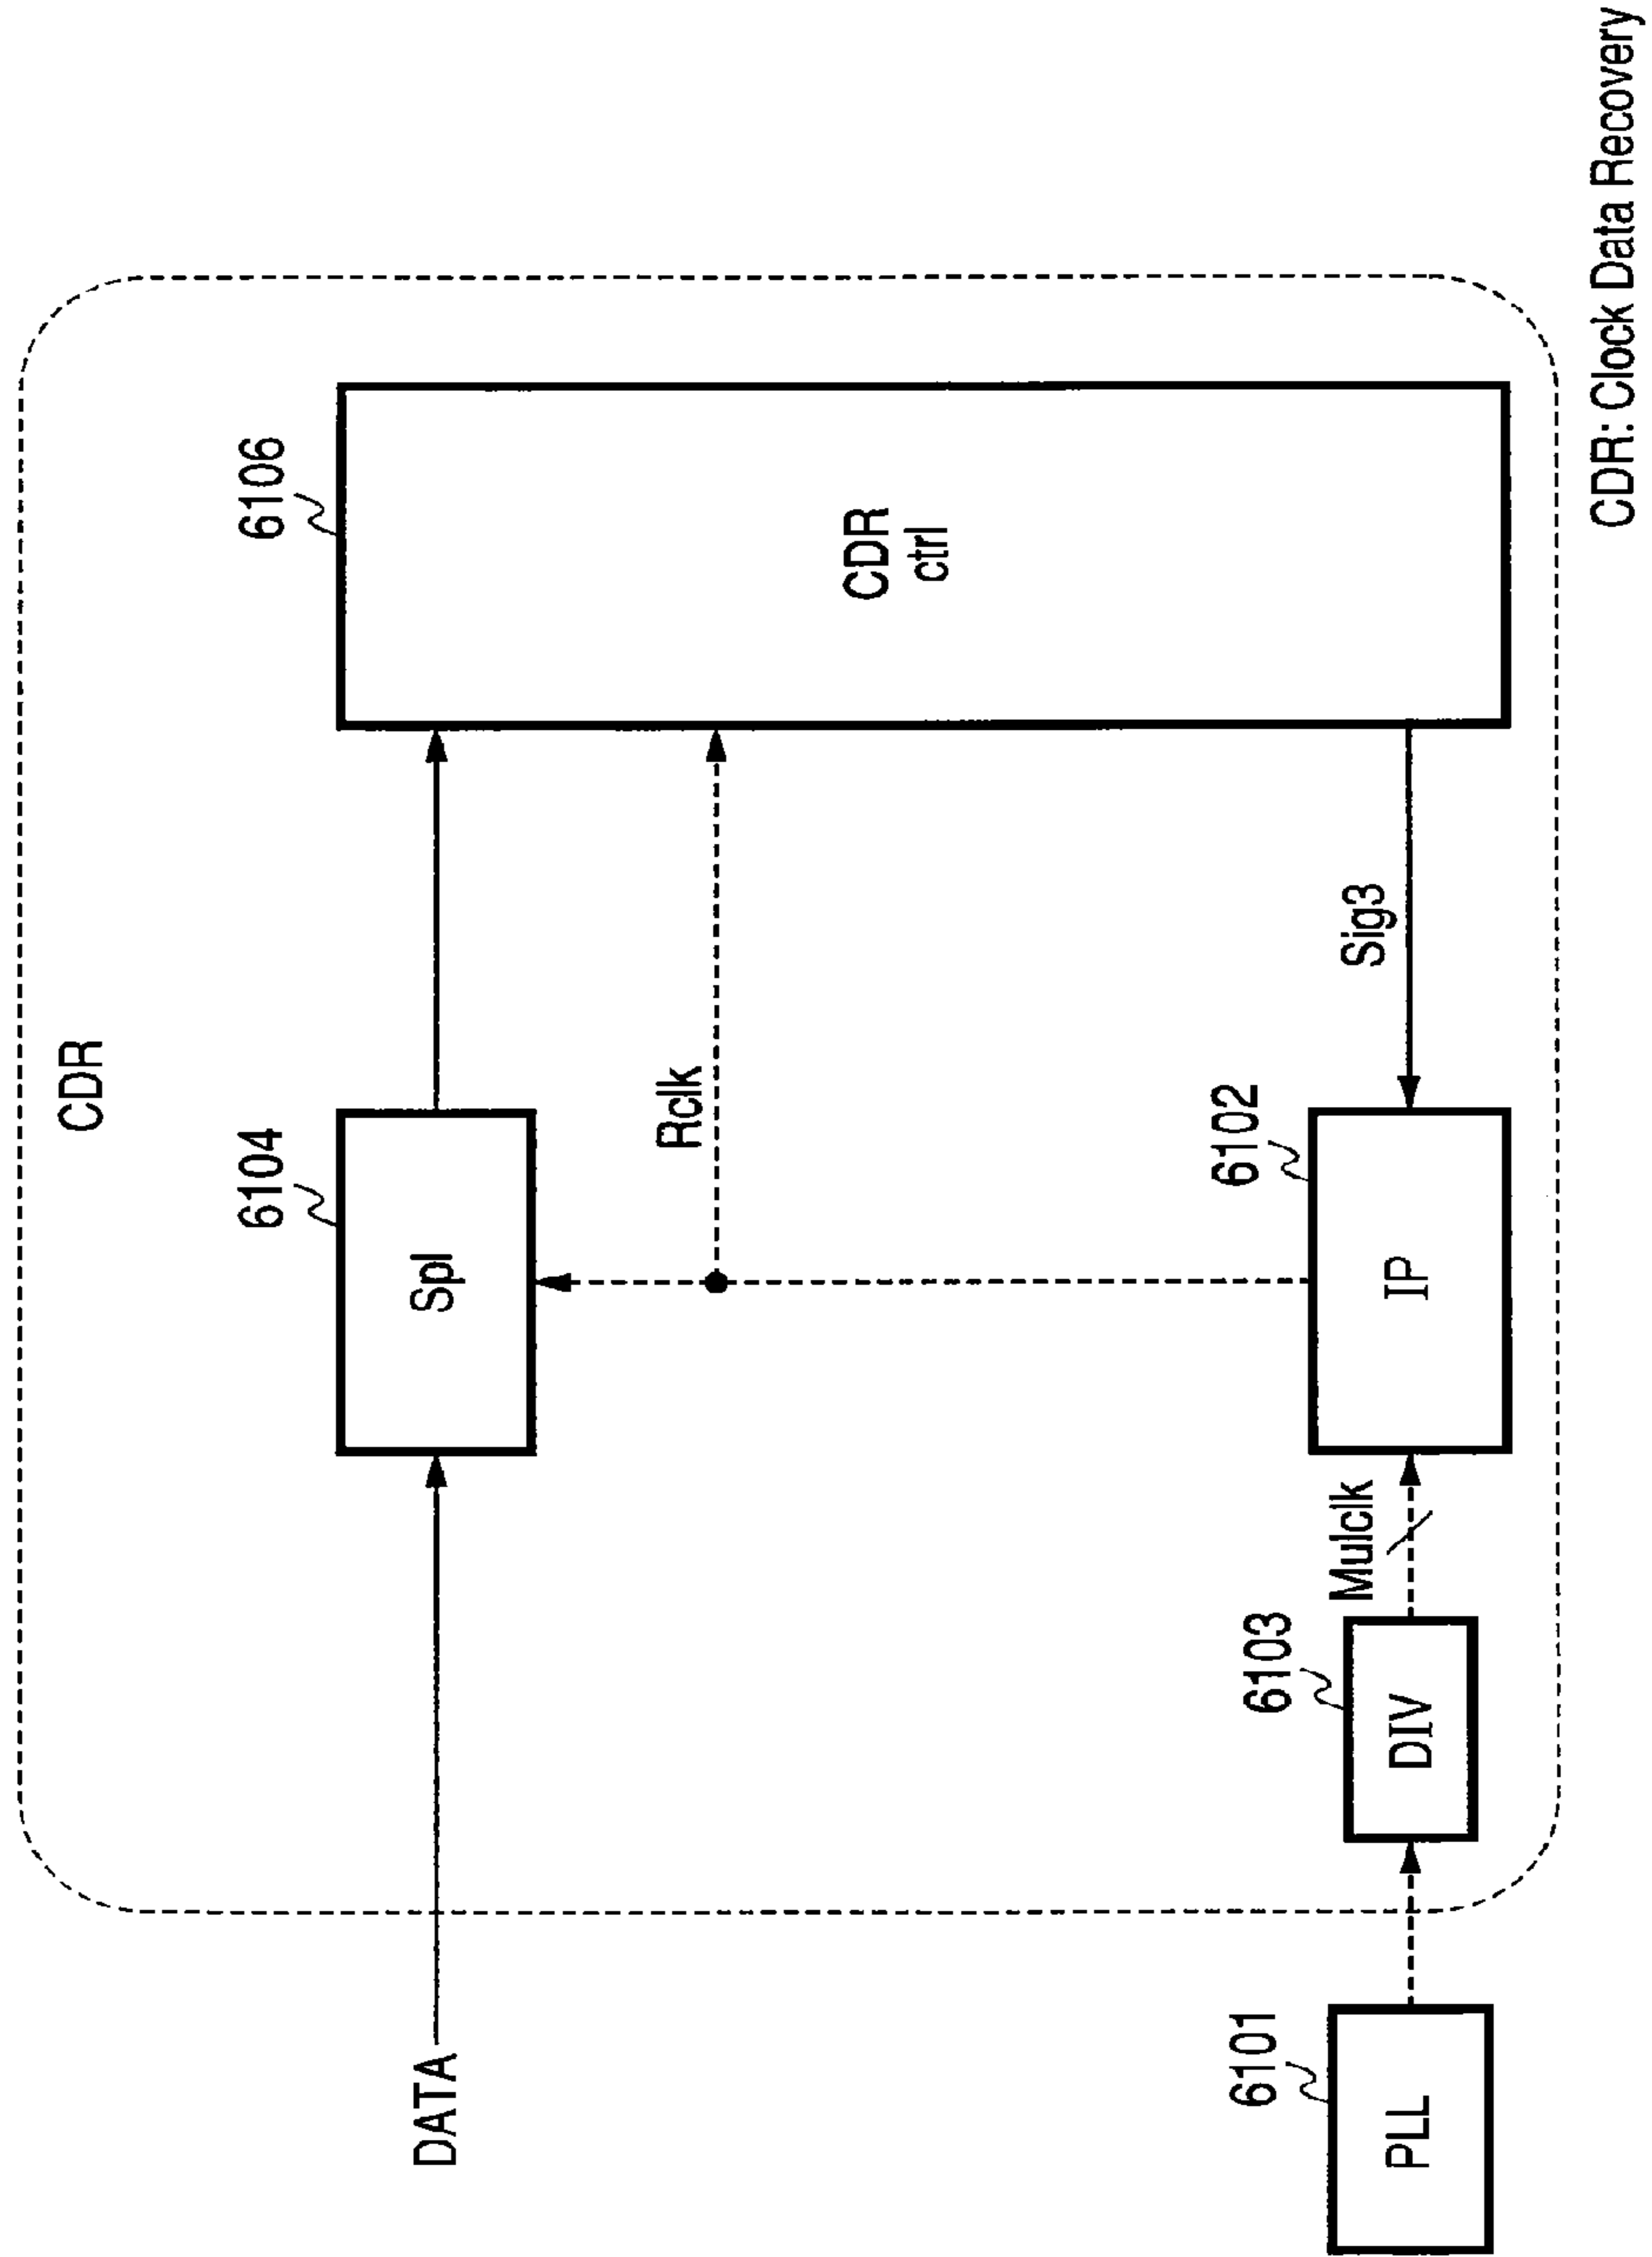 CDR
6104
6106
DATA
Spl
CDR
ctrl
Rclk
6101
6103
6102
Mulclk
Sig3
PLL
DIV
IP
CDR: Clock Data Recovery